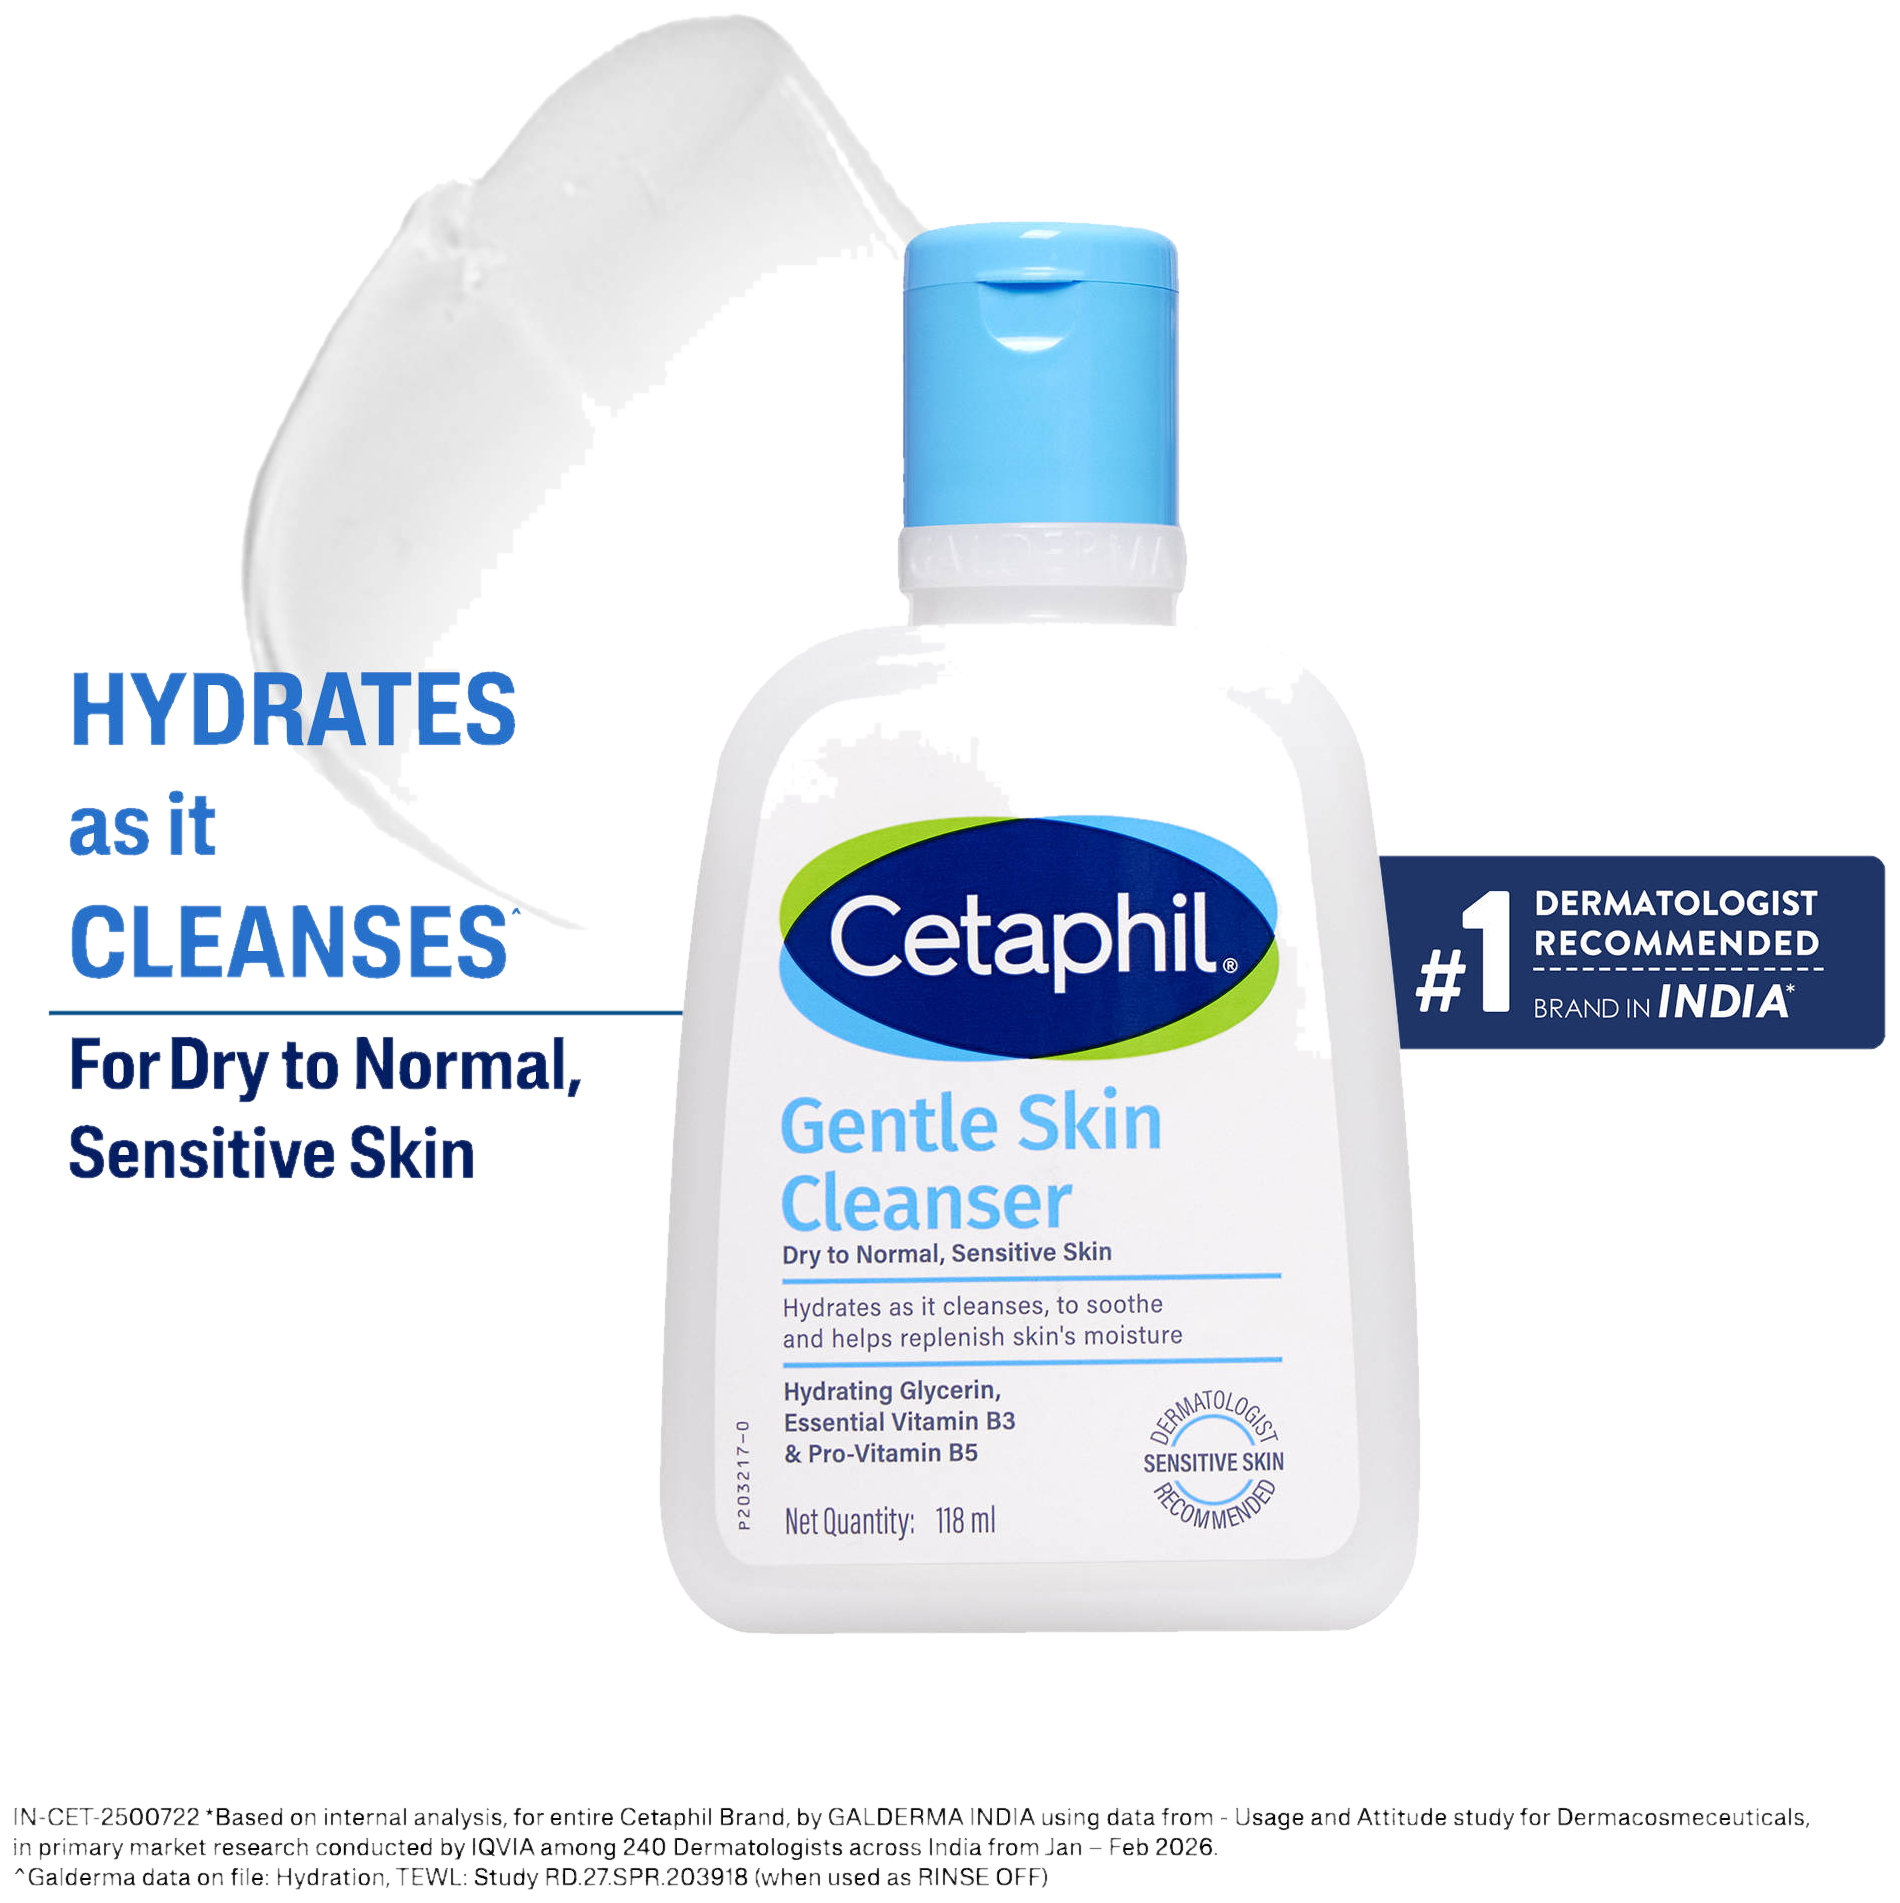 HYDRATES
as it
CLEANSES^
For Dry to Normal,
Sensitive Skin
GALDERMA
Cetaphil®
Gentle Skin
Cleanser
Dry to Normal, Sensitive Skin
Hydrates as it cleanses, to soothe
and helps replenish skin's moisture
Hydrating Glycerin,
Essential Vitamin B3
& Pro-Vitamin B5
Net Quantity: 118 ml
P203217-0
DERMATOLOGIST
SENSITIVE SKIN
RECOMMENDED
#1
DERMATOLOGIST
RECOMMENDED
BRAND IN INDIA*
IN-CET-2500722 *Based on internal analysis, for entire Cetaphil Brand, by GALDERMA INDIA using data from - Usage and Attitude study for Dermacosmeceuticals,
in primary market research conducted by IQVIA among 240 Dermatologists across India from Jan – Feb 2026.
^Galderma data on file: Hydration, TEWL: Study RD.27.SPR.203918 (when used as RINSE OFF)